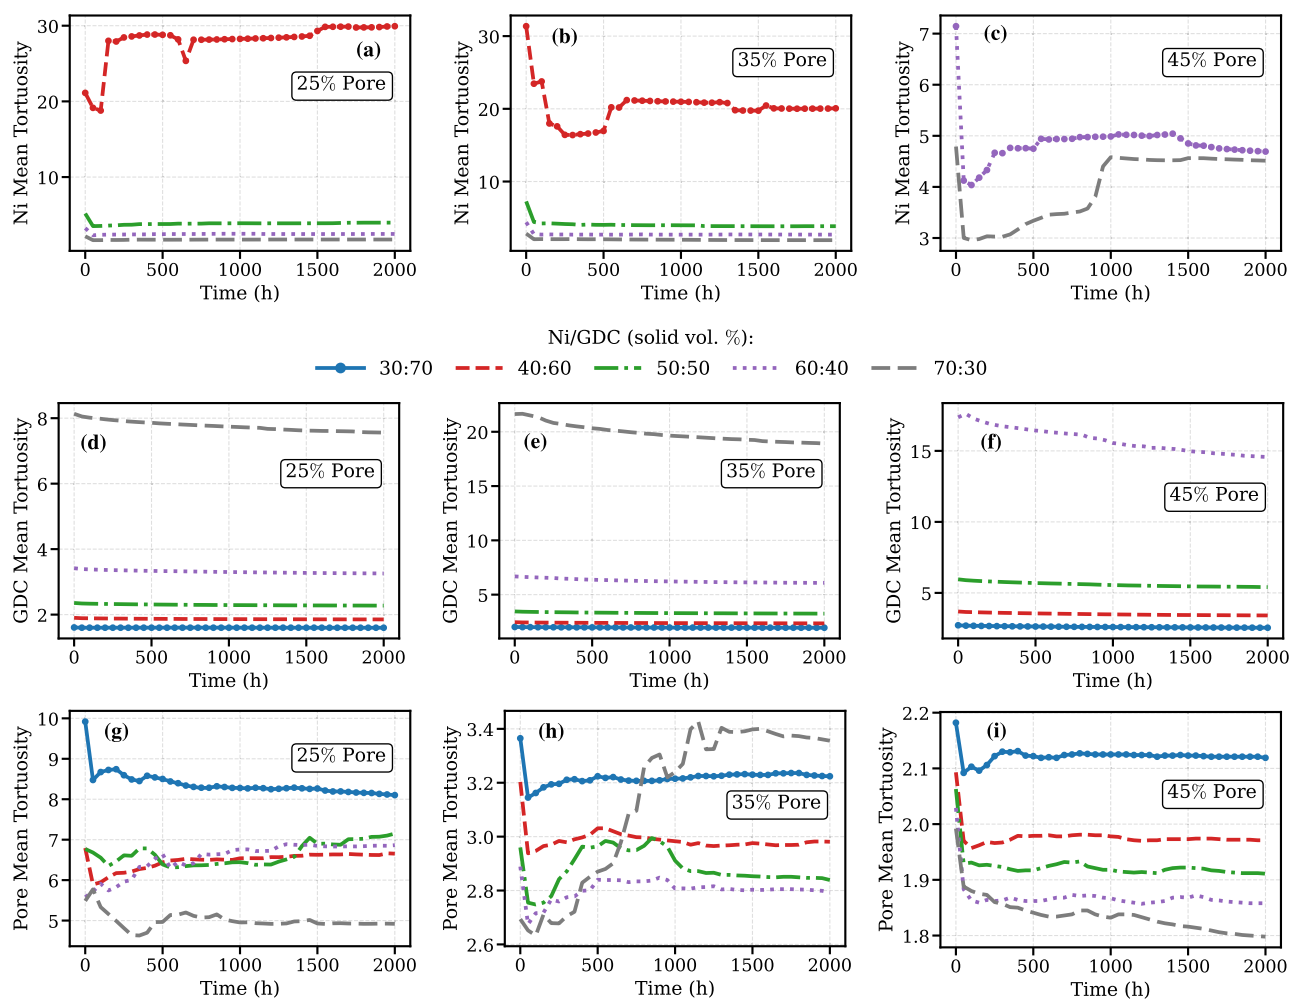 (a)
25% Pore
Ni Mean Tortuosity
30
20
10
0 500 1000 1500 2000
Time (h)
(b)
35% Pore
Ni Mean Tortuosity
30
20
10
0 500 1000 1500 2000
Time (h)
(c)
45% Pore
Ni Mean Tortuosity
7
6
5
4
3
0 500 1000 1500 2000
Time (h)
Ni/GDC (solid vol. %):
30:70 40:60 50:50 60:40 70:30
(d)
25% Pore
GDC Mean Tortuosity
8
6
4
2
0 500 1000 1500 2000
Time (h)
(e)
35% Pore
GDC Mean Tortuosity
20
15
10
5
0 500 1000 1500 2000
Time (h)
(f)
45% Pore
GDC Mean Tortuosity
15
10
5
0 500 1000 1500 2000
Time (h)
(g)
25% Pore
Pore Mean Tortuosity
10
9
8
7
6
5
0 500 1000 1500 2000
Time (h)
(h)
35% Pore
Pore Mean Tortuosity
3.4
3.2
3.0
2.8
2.6
0 500 1000 1500 2000
Time (h)
(i)
45% Pore
Pore Mean Tortuosity
2.2
2.1
2.0
1.9
1.8
0 500 1000 1500 2000
Time (h)